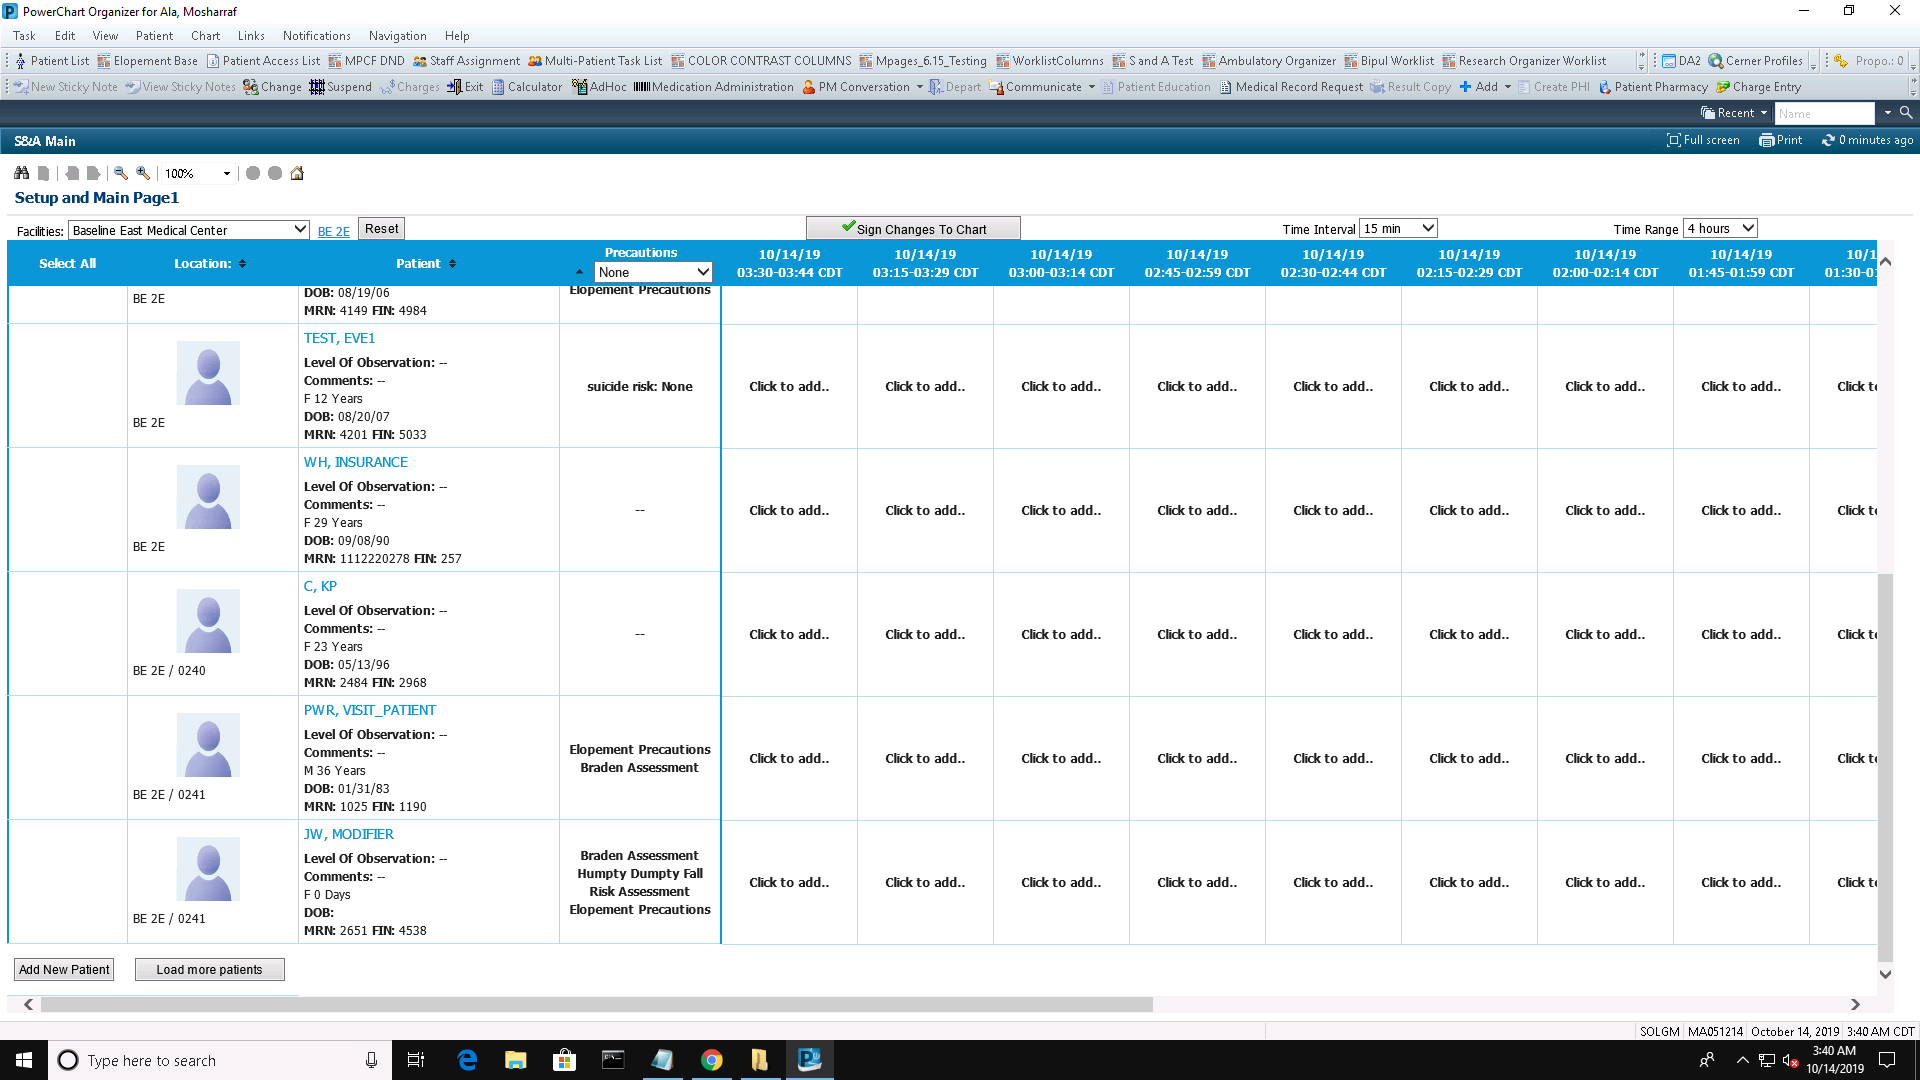 PowerChart Organizer for Ala, Mosharraf
Task Edit View Patient Chart Links Notifications Navigation Help
Patient List Elopement Base Patient Access List MPCF DND Staff Assignment Multi-Patient Task List COLOR CONTRAST COLUMNS Mpages_6.15_Testing WorklistColumns S and A Test Ambulatory Organizer Bipul Worklist Research Organizer Worklist DA2 Cerner Profiles Propo.: 0
New Sticky Note View Sticky Notes Change Suspend Charges Exit Calculator AdHoc Medication Administration PM Conversation Depart Communicate Patient Education Medical Record Request Result Copy Add Create PHI Patient Pharmacy Charge Entry
Recent Name
S&A Main Full screen Print 0 minutes ago
100%
Setup and Main Page1
Facilities: Baseline East Medical Center BE 2E Reset Sign Changes To Chart Time Interval 15 min Time Range 4 hours
Select All Location: Patient Precautions None
10/14/19 10/14/19 10/14/19 10/14/19 10/14/19 10/14/19 10/14/19 10/14/19 10/1
03:30-03:44 CDT 03:15-03:29 CDT 03:00-03:14 CDT 02:45-02:59 CDT 02:30-02:44 CDT 02:15-02:29 CDT 02:00-02:14 CDT 01:45-01:59 CDT 01:30-0
BE 2E
DOB: 08/19/06
MRN: 4149 FIN: 4984
Elopement Precautions
BE 2E
TEST, EVE1
Level Of Observation: --
Comments: --
F 12 Years
DOB: 08/20/07
MRN: 4201 FIN: 5033
suicide risk: None
Click to add.. Click to add.. Click to add.. Click to add.. Click to add.. Click to add.. Click to add.. Click to add.. Click t
BE 2E
WH, INSURANCE
Level Of Observation: --
Comments: --
F 29 Years
DOB: 09/08/90
MRN: 1112220278 FIN: 257
--
Click to add.. Click to add.. Click to add.. Click to add.. Click to add.. Click to add.. Click to add.. Click to add.. Click t
BE 2E / 0240
C, KP
Level Of Observation: --
Comments: --
F 23 Years
DOB: 05/13/96
MRN: 2484 FIN: 2968
--
Click to add.. Click to add.. Click to add.. Click to add.. Click to add.. Click to add.. Click to add.. Click to add.. Click t
BE 2E / 0241
PWR, VISIT_PATIENT
Level Of Observation: --
Comments: --
M 36 Years
DOB: 01/31/83
MRN: 1025 FIN: 1190
Elopement Precautions
Braden Assessment
Click to add.. Click to add.. Click to add.. Click to add.. Click to add.. Click to add.. Click to add.. Click to add.. Click t
BE 2E / 0241
JW, MODIFIER
Level Of Observation: --
Comments: --
F 0 Days
DOB:
MRN: 2651 FIN: 4538
Braden Assessment
Humpty Dumpty Fall
Risk Assessment
Elopement Precautions
Click to add.. Click to add.. Click to add.. Click to add.. Click to add.. Click to add.. Click to add.. Click to add.. Click t
Add New Patient Load more patients
SOLGM MA051214 October 14, 2019 3:40 AM CDT
Type here to search
3:40 AM
10/14/2019